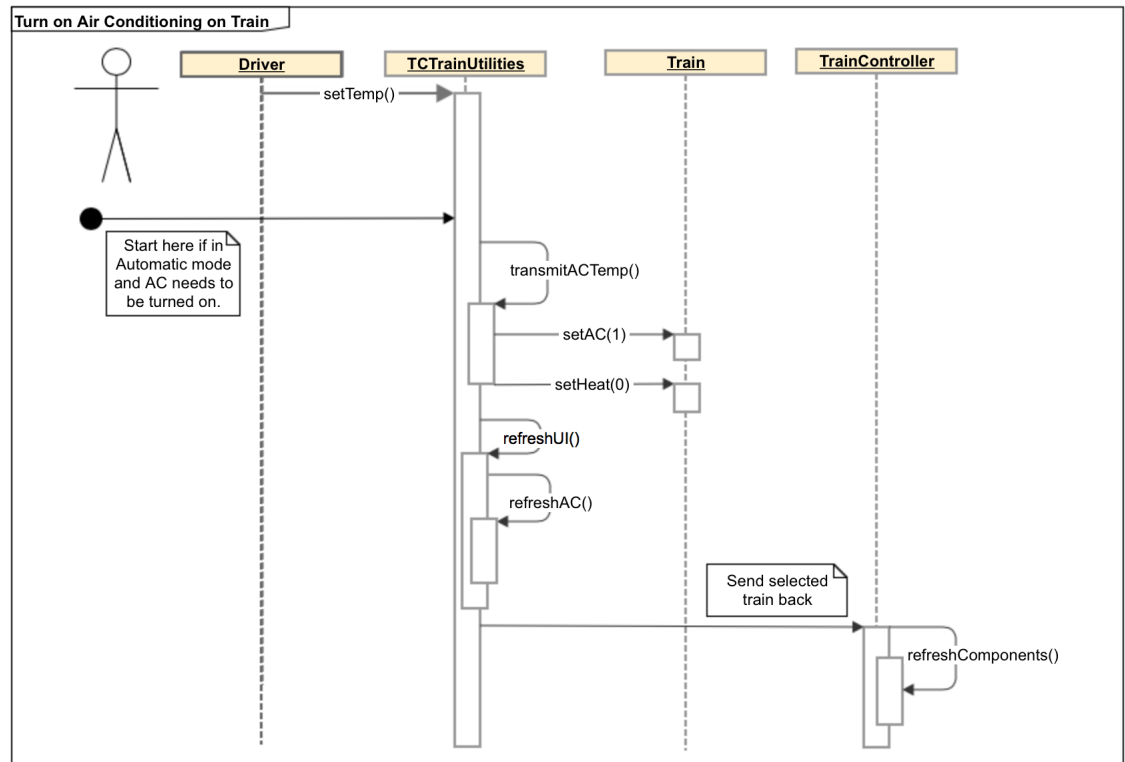 Turn on Air Conditioning on Train
Driver
TCTrainUtilities
Train
TrainController
setTemp()
Start here if in
Automatic mode
and AC needs to
be turned on.
transmitACTemp()
setAC(1)
setHeat(0)
refreshUI()
refreshAC()
Send selected
train back
refreshComponents()